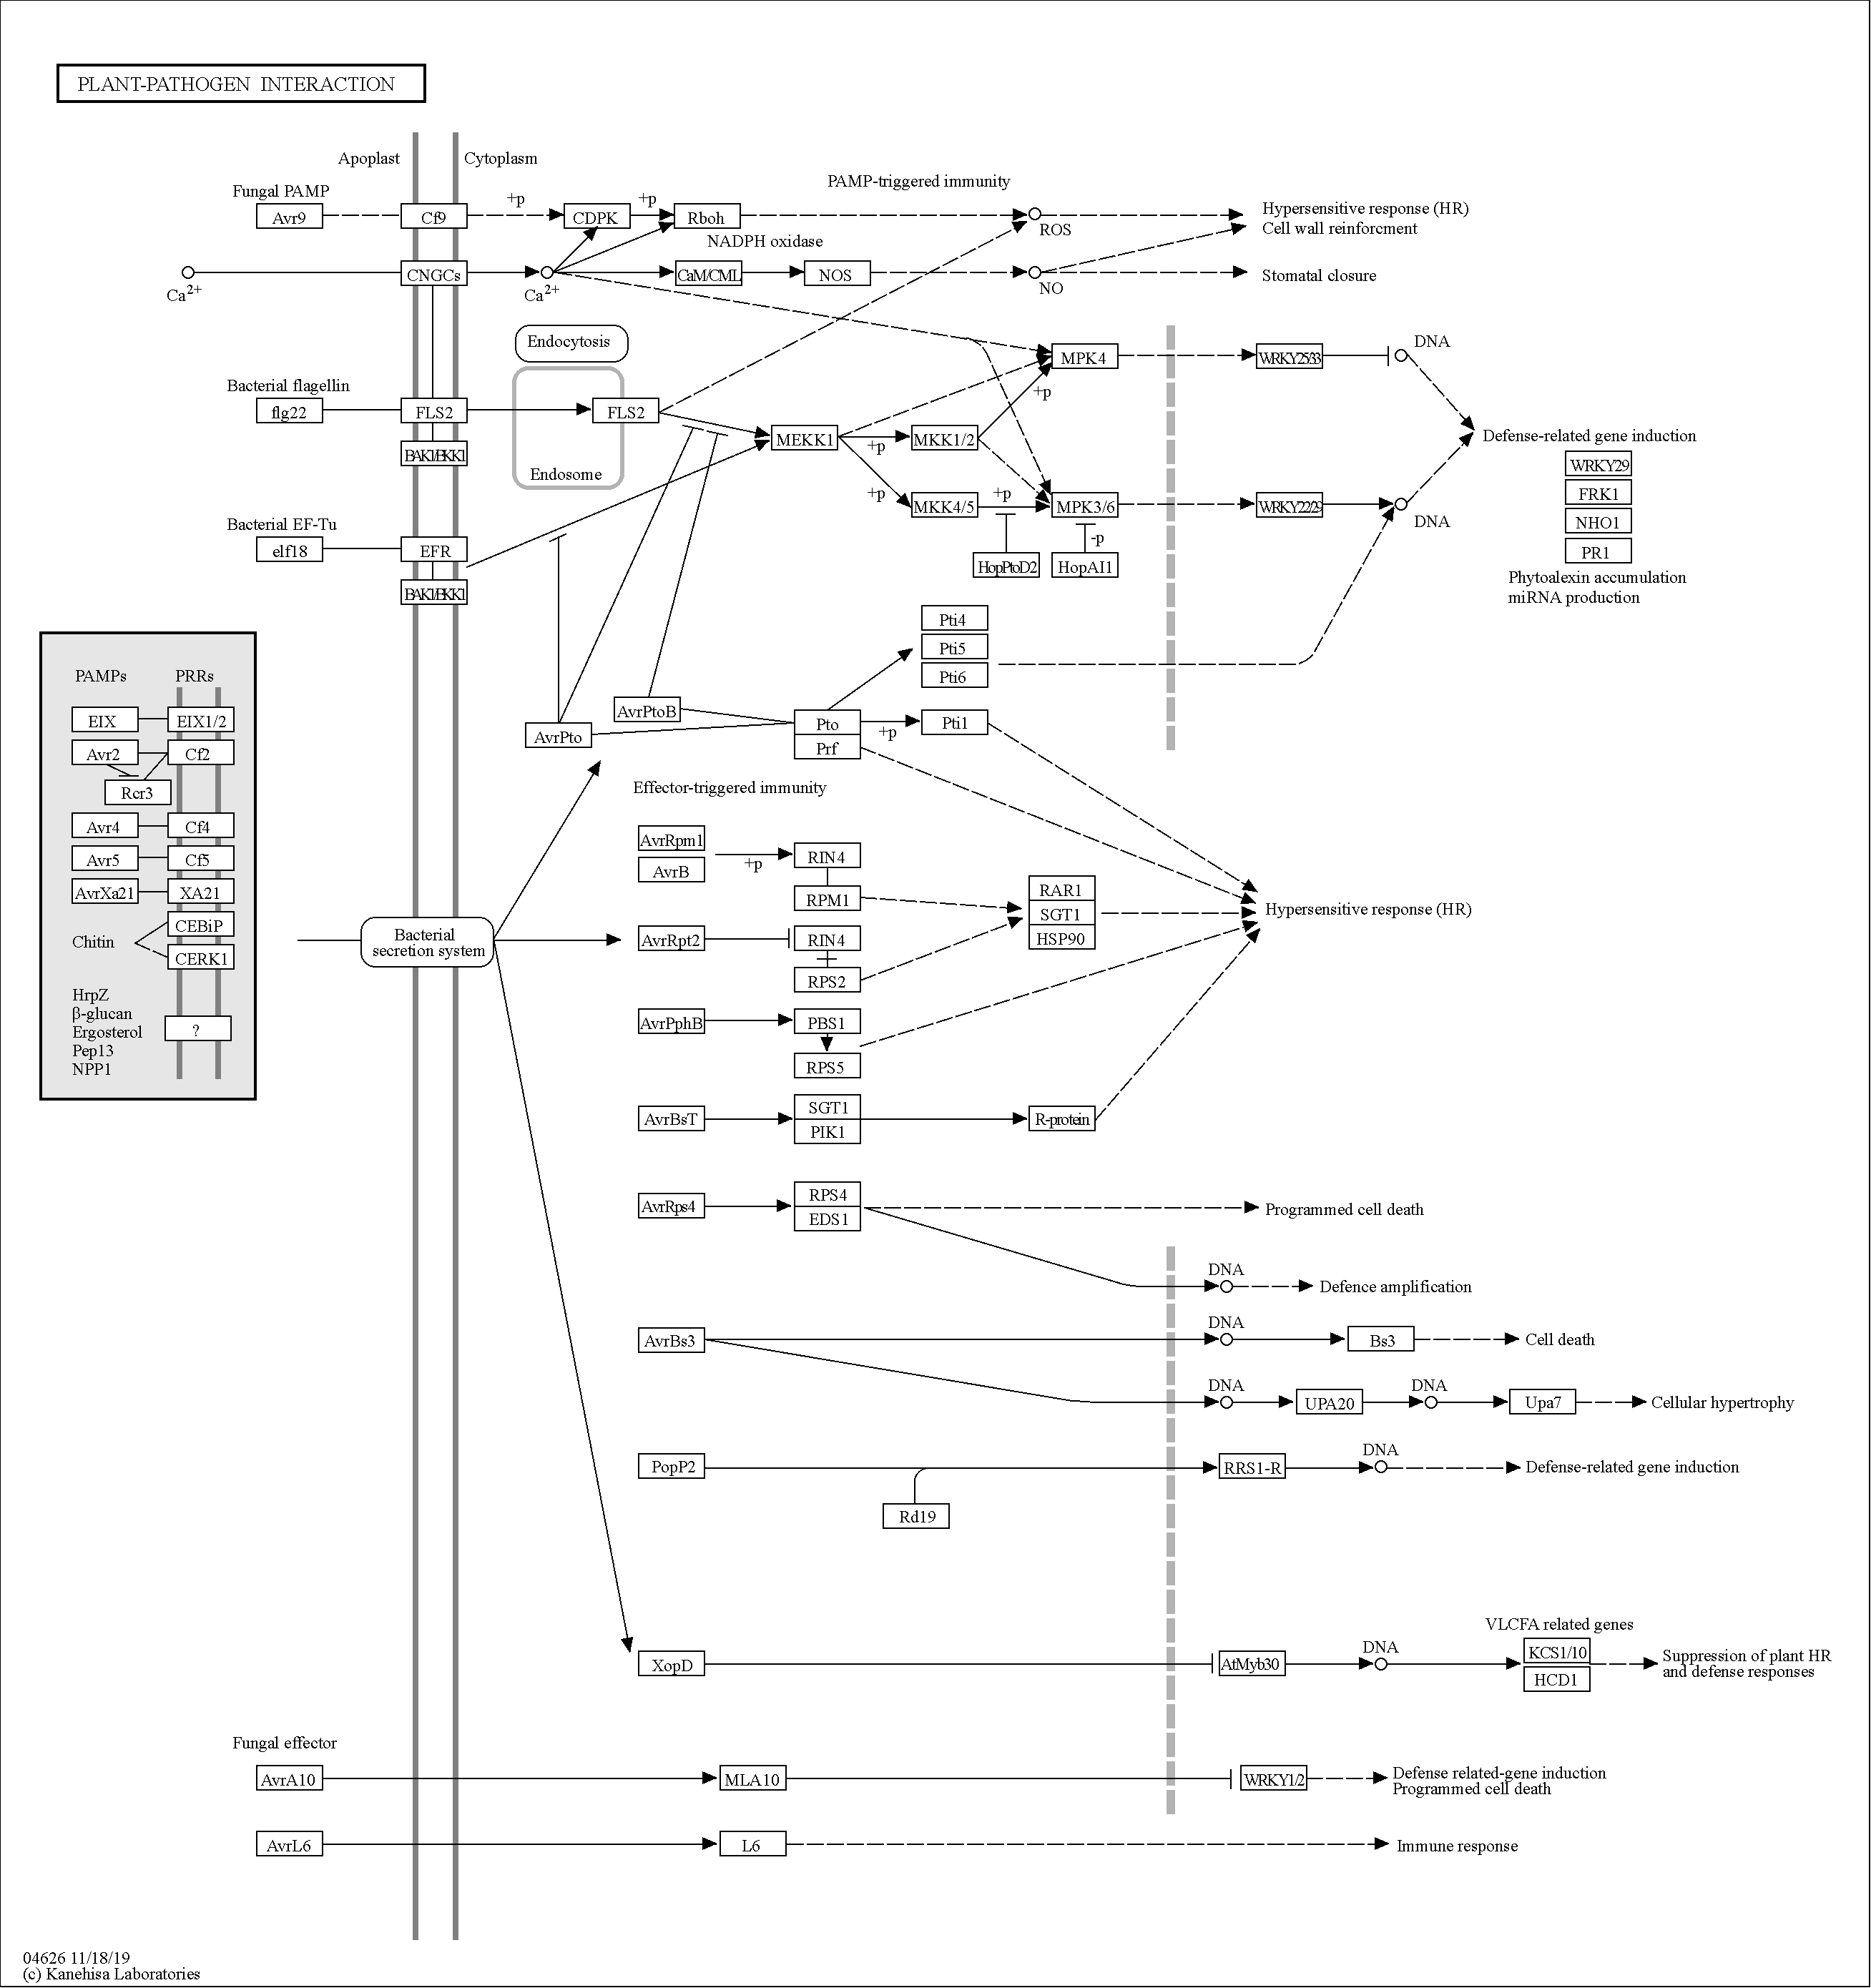 PLANT-PATHOGEN INTERACTION
Apoplast
Cytoplasm
Fungal PAMP
PAMP-triggered immunity
Avr9
Cf9
+p
CDPK
+p
Rboh
NADPH oxidase
ROS
Hypersensitive response (HR)
Cell wall reinforcment
Ca2+
CNGCs
Ca2+
CaM/CML
NOS
NO
Stomatal closure
Endocytosis
MPK4
WRKY25/33
DNA
Bacterial flagellin
flg22
FLS2
FLS2
BAK1/BKK1
Endosome
MEKK1
+p
MKK1/2
+p
Defense-related gene induction
WRKY29
FRK1
NHO1
PR1
Phytoalexin accumulation
miRNA production
+p
MKK4/5
+p
MPK3/6
WRKY22/29
DNA
-p
HopPtoD2
HopAI1
Bacterial EF-Tu
elf18
EFR
BAK1/BKK1
Pti4
Pti5
Pti6
AvrPtoB
AvrPto
Pto
Prf
+p
Pti1
PAMPs
PRRs
EIX
EIX1/2
Avr2
Cf2
Rcr3
Avr4
Cf4
Avr5
Cf5
AvrXa21
XA21
Chitin
CEBiP
CERK1
HrpZ
β-glucan
Ergosterol
Pep13
NPP1
?
Bacterial
secretion system
Effector-triggered immunity
AvrRpm1
AvrB
+p
RIN4
RPM1
RAR1
SGT1
HSP90
Hypersensitive response (HR)
AvrRpt2
RIN4
RPS2
AvrPphB
PBS1
RPS5
AvrBsT
SGT1
PIK1
R-protein
AvrRps4
RPS4
EDS1
Programmed cell death
DNA
Defence amplification
AvrBs3
DNA
Bs3
Cell death
DNA
UPA20
DNA
Upa7
Cellular hypertrophy
PopP2
Rd19
RRS1-R
DNA
Defense-related gene induction
XopD
AtMyb30
DNA
VLCFA related genes
KCS1/10
HCD1
Suppression of plant HR
and defense responses
Fungal effector
AvrA10
MLA10
WRKY1/2
Defense related-gene induction
Programmed cell death
AvrL6
L6
Immune response
04626 11/18/19
(c) Kanehisa Laboratories